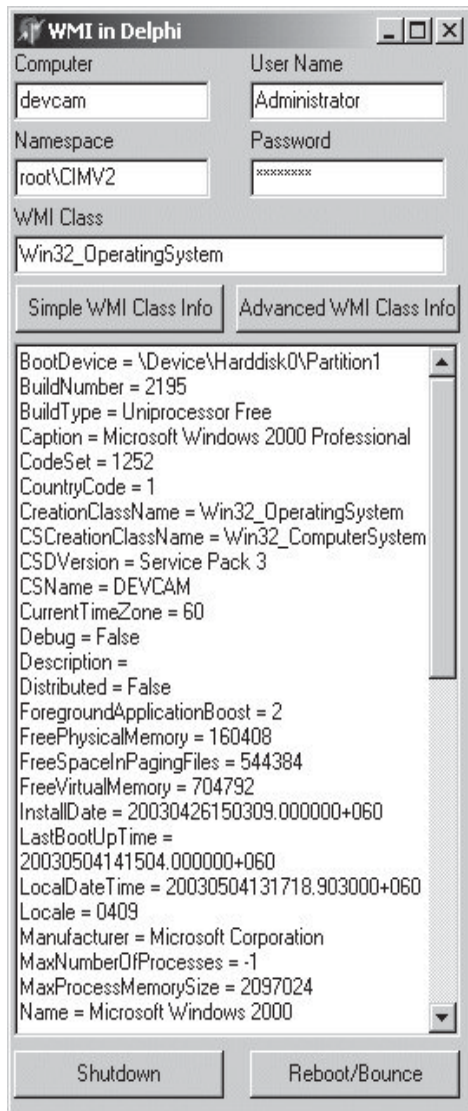 WMI in Delphi
Computer
User Name
devcam
Administrator
Namespace
Password
root\CIMV2
********
WMI Class
Win32_OperatingSystem
Simple WMI Class Info
Advanced WMI Class Info
BootDevice = \Device\Harddisk0\Partition1
BuildNumber = 2195
BuildType = Uniprocessor Free
Caption = Microsoft Windows 2000 Professional
CodeSet = 1252
CountryCode = 1
CreationClassName = Win32_OperatingSystem
CSCreationClassName = Win32_ComputerSystem
CSDVersion = Service Pack 3
CSName = DEVCAM
CurrentTimeZone = 60
Debug = False
Description =
Distributed = False
ForegroundApplicationBoost = 2
FreePhysicalMemory = 160408
FreeSpaceInPagingFiles = 544384
FreeVirtualMemory = 704792
InstallDate = 20030426150309.000000+060
LastBootUpTime =
20030504141504.000000+060
LocalDateTime = 20030504131718.903000+060
Locale = 0409
Manufacturer = Microsoft Corporation
MaxNumberOfProcesses = -1
MaxProcessMemorySize = 2097024
Name = Microsoft Windows 2000
Shutdown
Reboot/Bounce